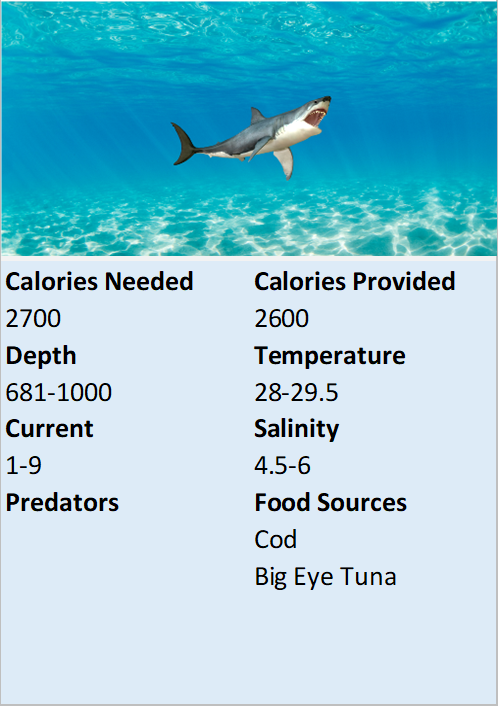 Calories Needed Calories Provided
2700 2600
Depth Temperature
681-1000 28-29.5
Current Salinity
1-9 4.5-6
Predators Food Sources
Cod
Big Eye Tuna